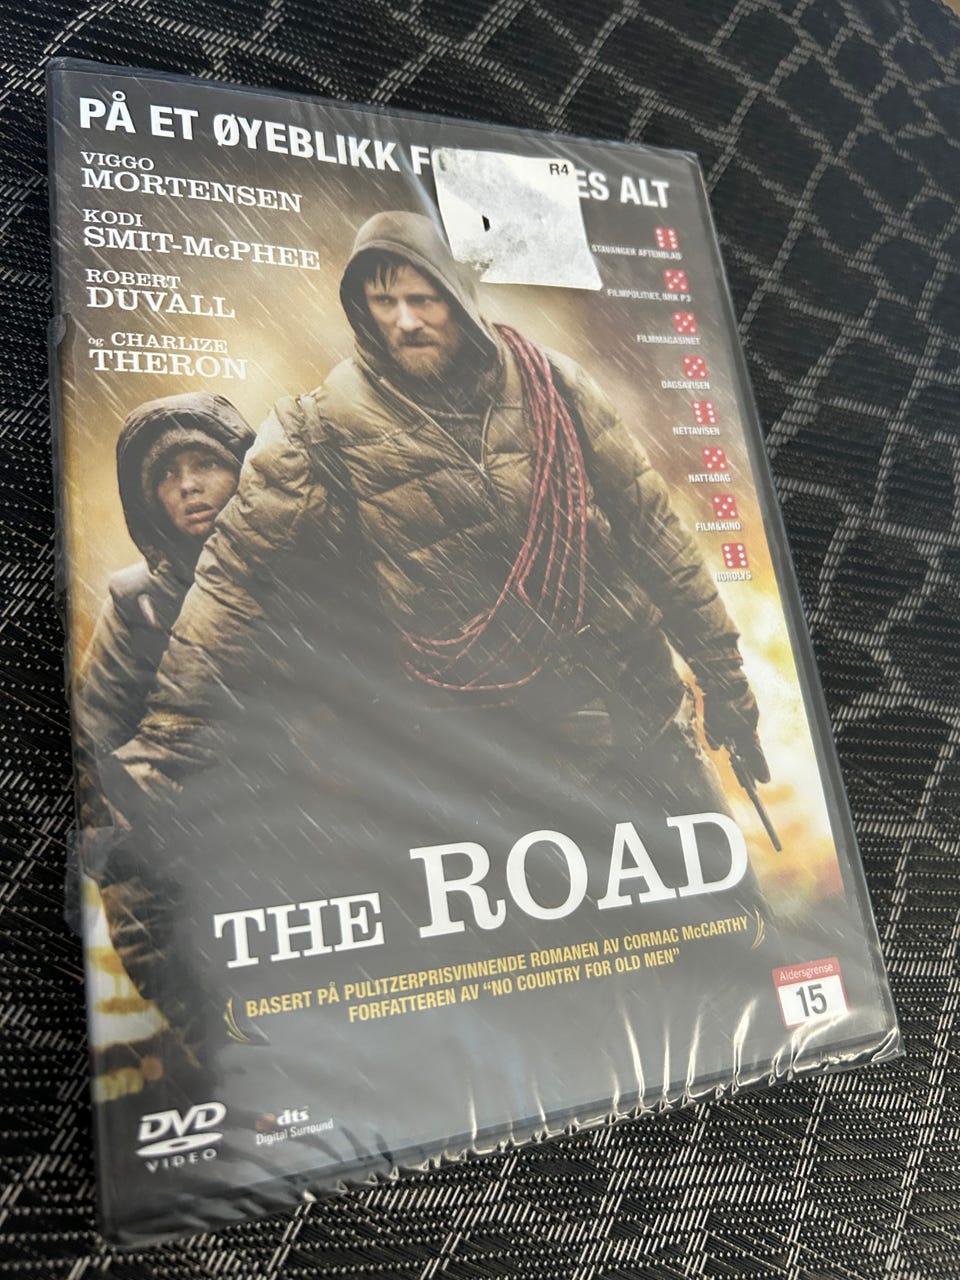 PÅ ET ØYEBLIKK ES ALT
R4
VIGGO
MORTENSEN
KODI
SMIT-McPHEE
ROBERT
DUVALL
og CHARLIZE
THERON
STAVANGER AFTENBLAD
FILMPOLITIET, NRK P3
FILMMAGASINET
DAGSAVISEN
NETTAVISEN
NATT&DAG
FILM&KINO
NORDLYS
THE ROAD
BASERT PÅ PULITZERPRISVINNENDE ROMANEN AV CORMAC McCARTHY
FORFATTEREN AV "NO COUNTRY FOR OLD MEN"
Aldersgrense
15
DVD
VIDEO
dts
Digital Surround